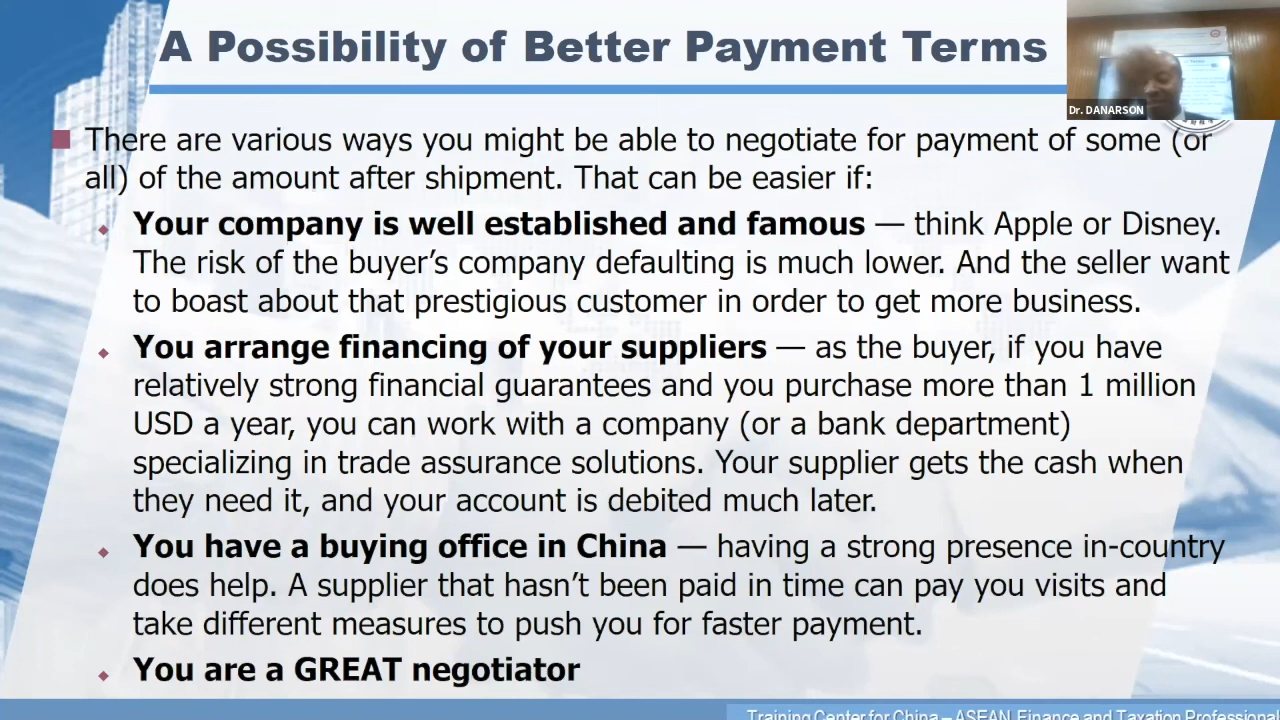 A Possibility of Better Payment Terms
Dr. DANARSON
There are various ways you might be able to negotiate for payment of some (or
all) of the amount after shipment. That can be easier if:
Your company is well established and famous — think Apple or Disney.
The risk of the buyer's company defaulting is much lower. And the seller want
to boast about that prestigious customer in order to get more business.
You arrange financing of your suppliers — as the buyer, if you have
relatively strong financial guarantees and you purchase more than 1 million
USD a year, you can work with a company (or a bank department)
specializing in trade assurance solutions. Your supplier gets the cash when
they need it, and your account is debited much later.
You have a buying office in China — having a strong presence in-country
does help. A supplier that hasn't been paid in time can pay you visits and
take different measures to push you for faster payment.
You are a GREAT negotiator
Training Center for China – ASEAN Finance and Taxation Professional